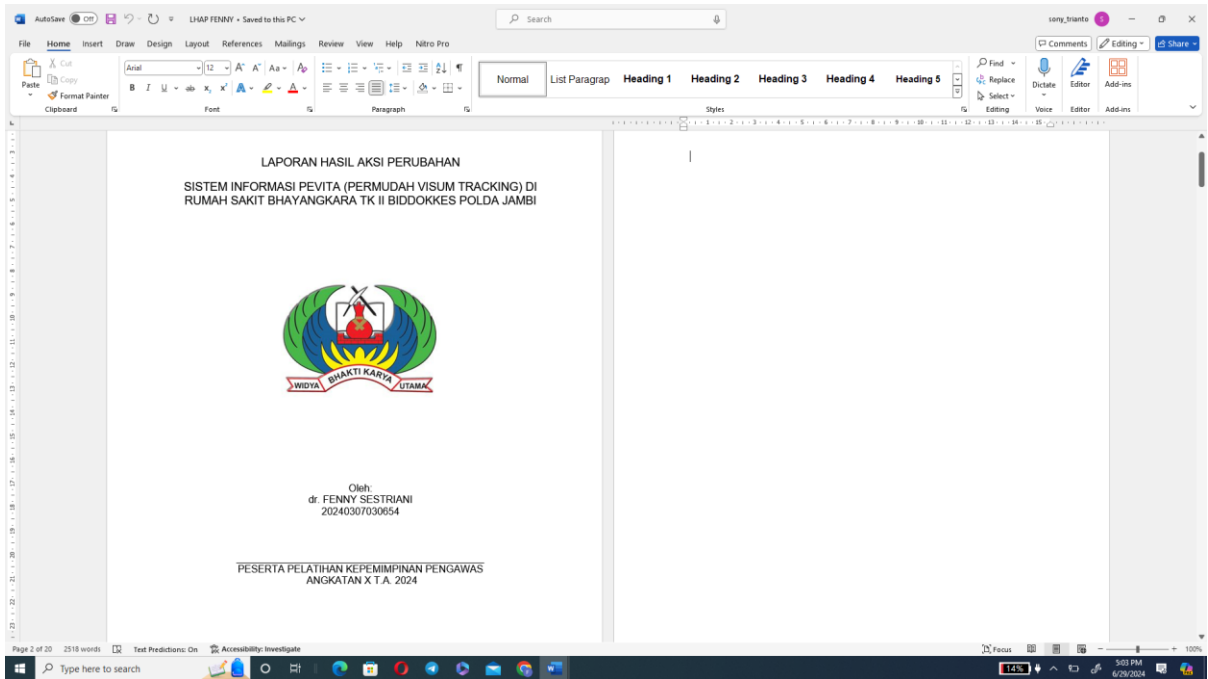 AutoSave Off LHAP FENNY • Saved to this PC Search sony_trianto S
File Home Insert Draw Design Layout References Mailings Review View Help Nitro Pro Comments Editing Share
Paste Cut Copy Format Painter
Clipboard
Arial 12 Aa
B I U ab x₂ x² A A
Font
Paragraph
Normal List Paragrap Heading 1 Heading 2 Heading 3 Heading 4 Heading 5
Styles
Find Replace Select
Editing
Dictate
Voice
Editor
Editor
Add-ins
Add-ins
LAPORAN HASIL AKSI PERUBAHAN
SISTEM INFORMASI PEVITA (PERMUDAH VISUM TRACKING) DI
RUMAH SAKIT BHAYANGKARA TK II BIDDOKKES POLDA JAMBI
WIDYA BHAKTI KARYA UTAMA
Oleh:
dr. FENNY SESTRIANI
20240307030654
PESERTA PELATIHAN KEPEMIMPINAN PENGAWAS
ANGKATAN X T.A. 2024
Page 2 of 20 2518 words Text Predictions: On Accessibility: Investigate Focus 100%
Type here to search 14% 5:03 PM
6/29/2024